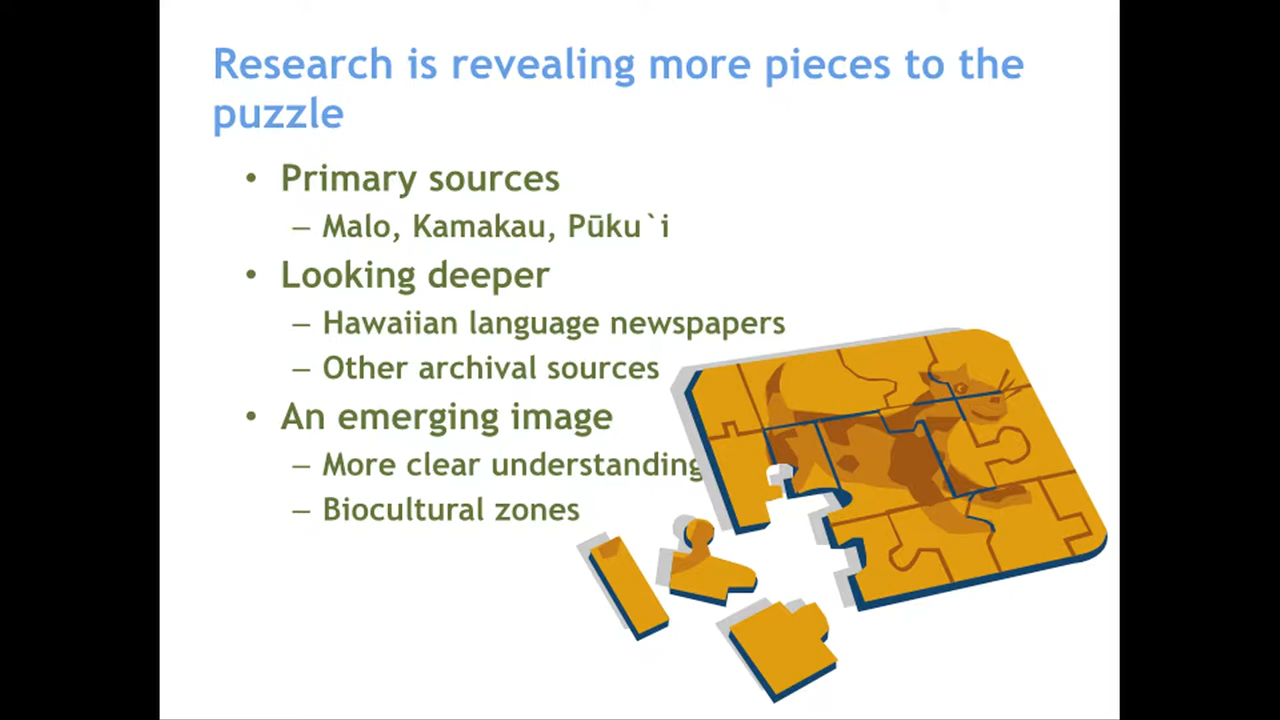 Research is revealing more pieces to the
puzzle
• Primary sources
– Malo, Kamakau, Pūku`i
• Looking deeper
– Hawaiian language newspapers
– Other archival sources
• An emerging image
– More clear understanding
– Biocultural zones